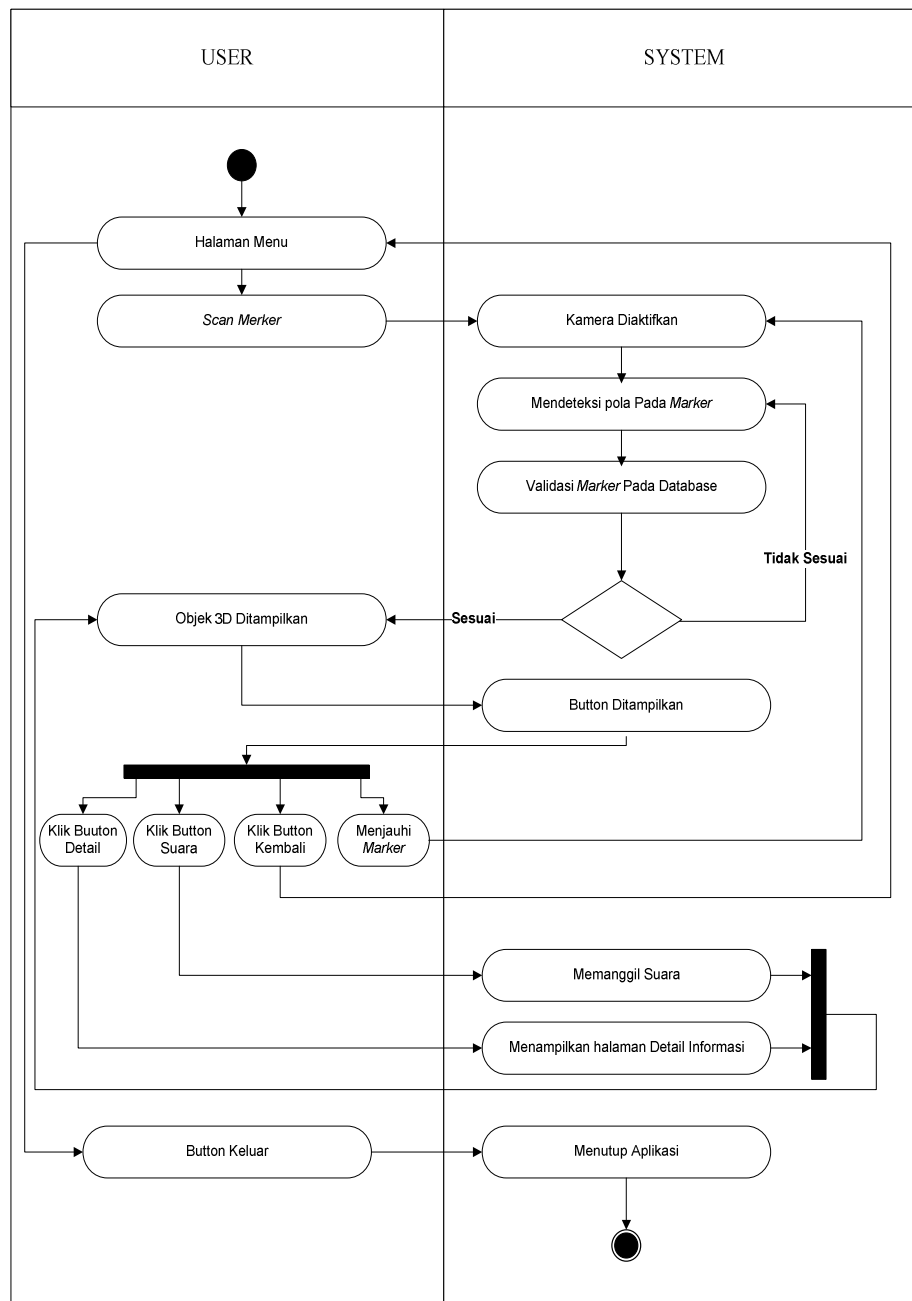 USER
SYSTEM
Halaman Menu
Scan Merker
Kamera Diaktifkan
Mendeteksi pola Pada Marker
Validasi Marker Pada Database
Tidak Sesuai
Objek 3D Ditampilkan
Sesuai
Button Ditampilkan
Klik Buuton
Detail
Klik Button
Suara
Klik Button
Kembali
Menjauhi
Marker
Memanggil Suara
Menampilkan halaman Detail Informasi
Button Keluar
Menutup Aplikasi